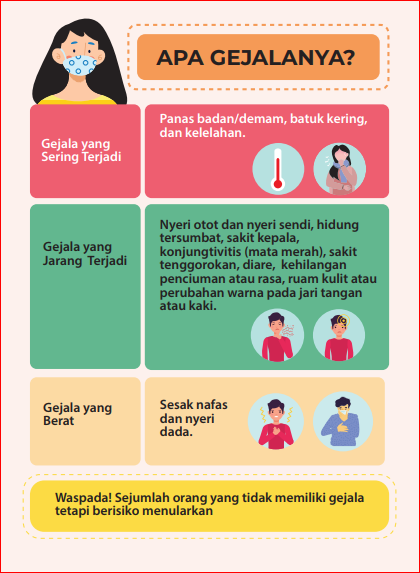 APA GEJALANYA?
Gejala yang
Sering Terjadi
Panas badan/demam, batuk kering,
dan kelelahan.
Gejala yang
Jarang Terjadi
Nyeri otot dan nyeri sendi, hidung
tersumbat, sakit kepala,
konjungtivitis (mata merah), sakit
tenggorokan, diare, kehilangan
penciuman atau rasa, ruam kulit atau
perubahan warna pada jari tangan
atau kaki.
Gejala yang
Berat
Sesak nafas
dan nyeri
dada.
Waspada! Sejumlah orang yang tidak memiliki gejala
tetapi berisiko menularkan